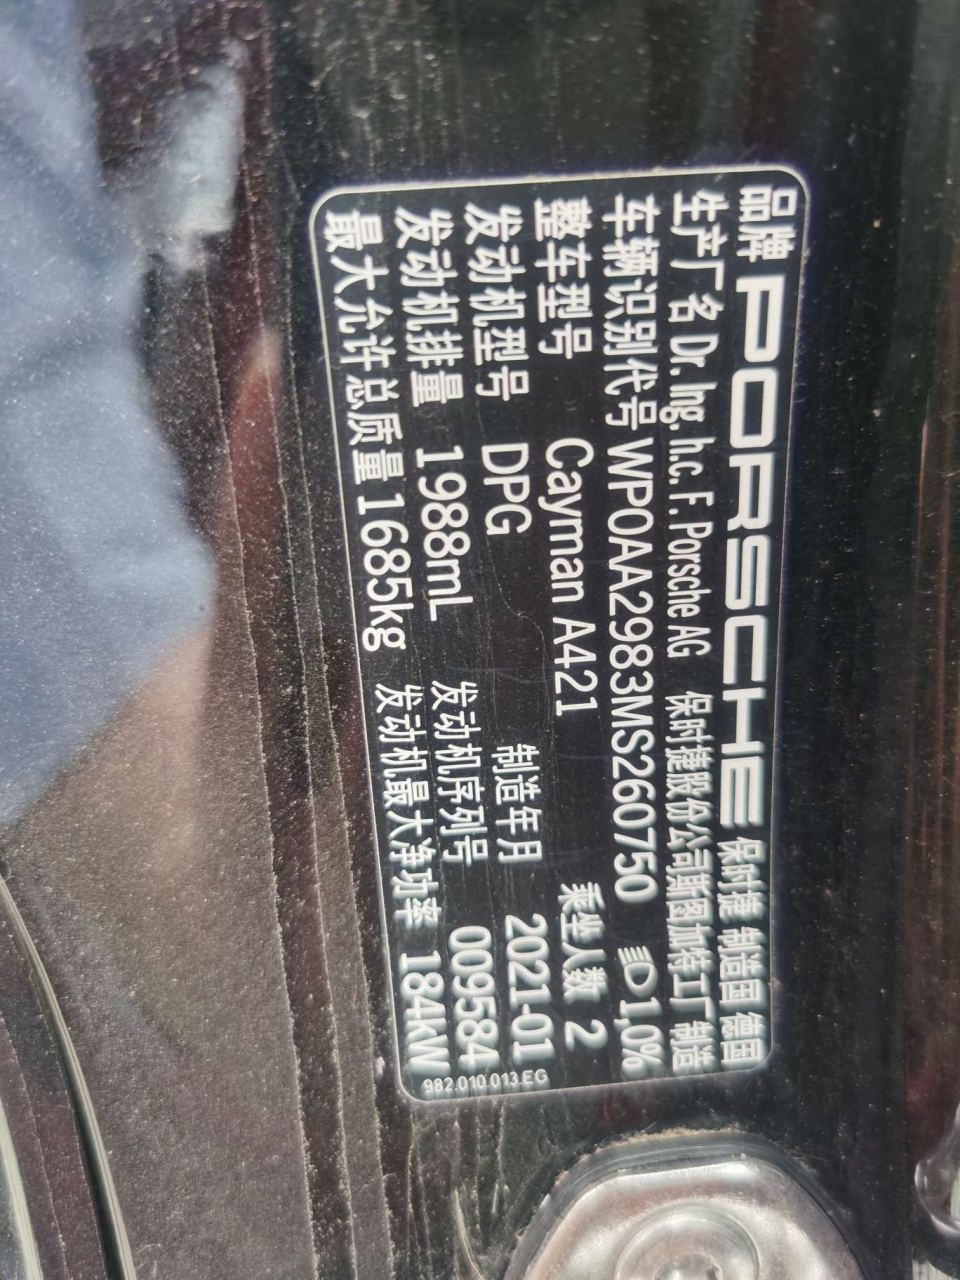 品牌 PORSCHE 保时捷 制造国 德国
生产厂名 Dr. Ing. h.c. F. Porsche AG 保时捷股份公司斯图加特工厂 制造
车辆识别代号 WP0AA2983MS260750 1,0%
整车型号 Cayman A421 乘坐人数 2
发动机型号 DPG 制造年月 2021-01
发动机排量 1988mL 发动机序列号 009584
最大允许总质量 1685kg 发动机最大净功率 184kW
982.010.013.EG